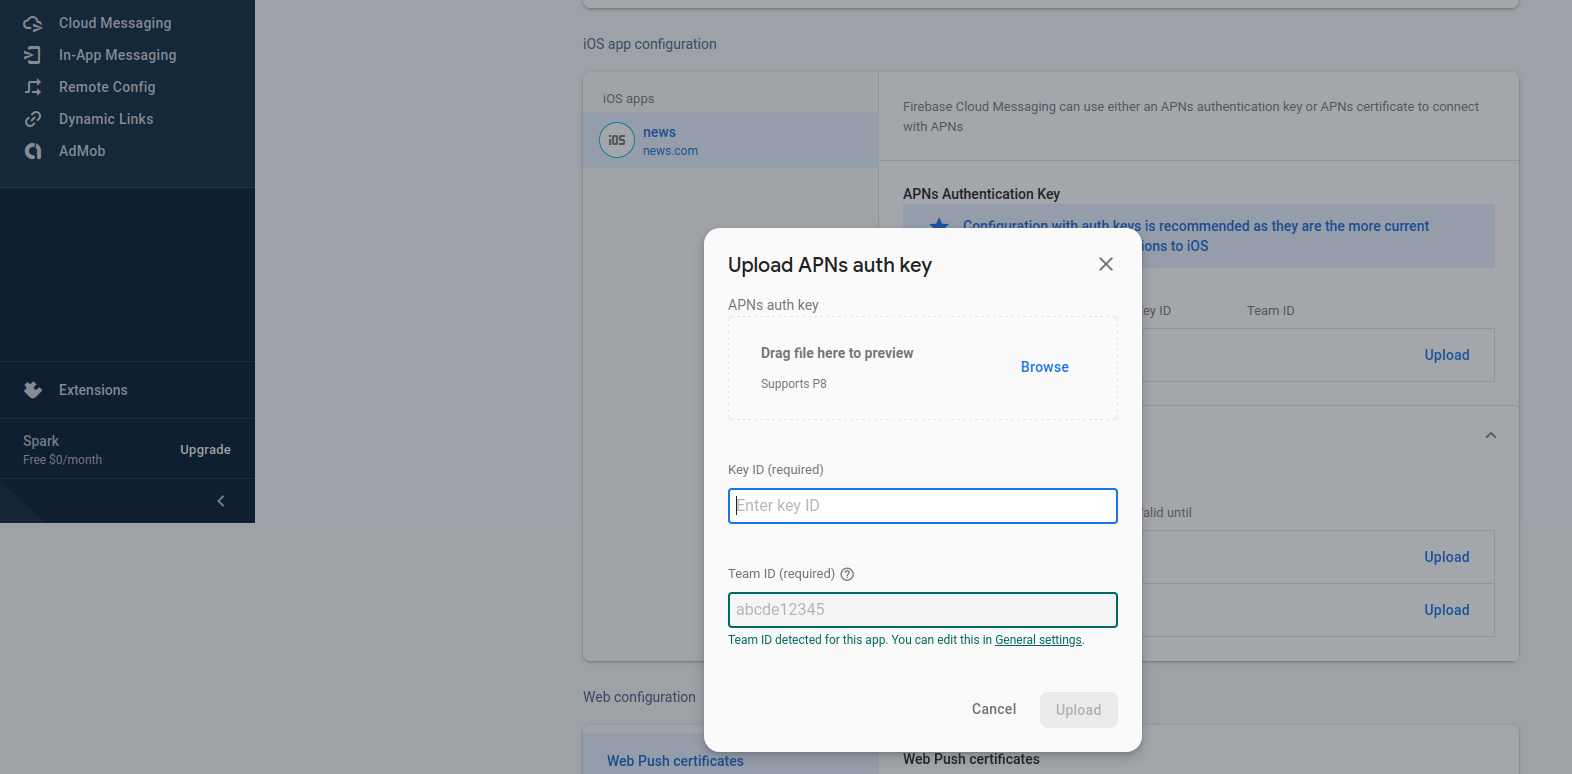 Cloud Messaging
In-App Messaging
Remote Config
Dynamic Links
AdMob
Extensions
Spark
Free $0/month
Upgrade
iOS app configuration
iOS apps
iOS
news
news.com
Firebase Cloud Messaging can use either an APNs authentication key or APNs certificate to connect
with APNs
APNs Authentication Key
Configuration with auth keys is recommended as they are the more current
to iOS
ID
Team ID
Upload
until
Upload
Upload
Upload APNs auth key
APNs auth key
Drag file here to preview
Supports P8
Browse
Key ID (required)
Enter key ID
Team ID (required)
abcde12345
Team ID detected for this app. You can edit this in General settings.
Cancel
Upload
Web configuration
Web Push certificates
Web Push certificates